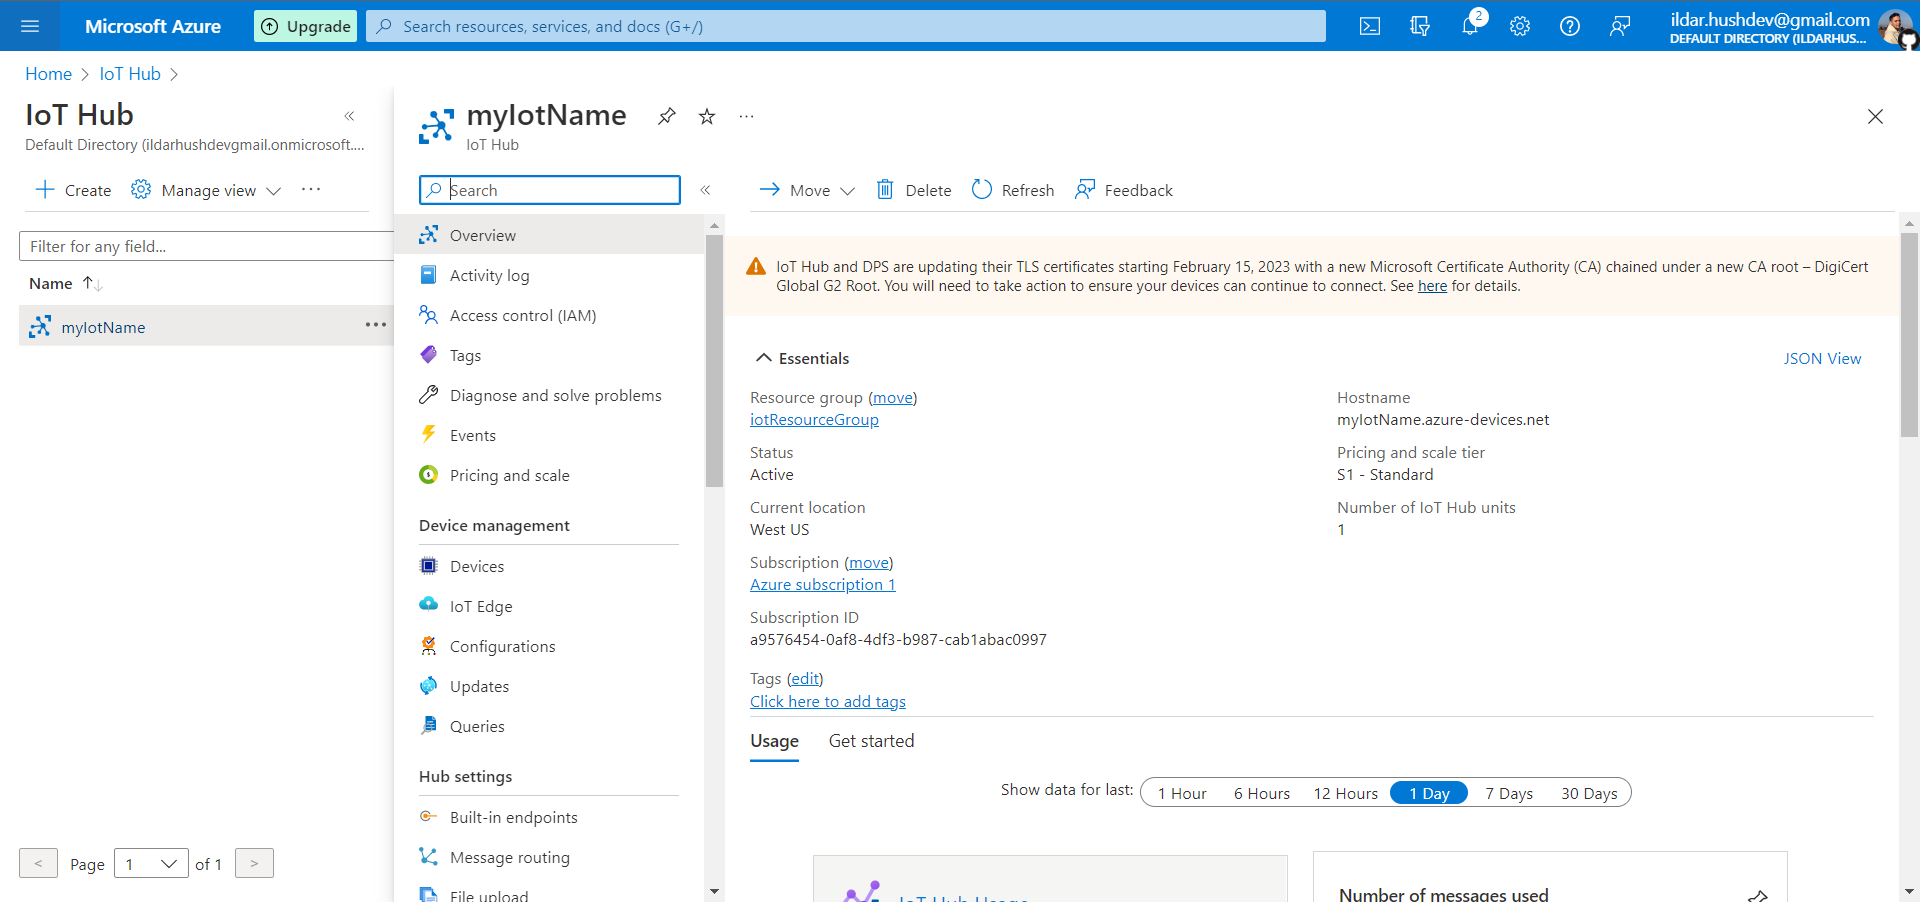 Microsoft Azure
Upgrade
Search resources, services, and docs (G+/)
2
ildar.hushdev@gmail.com
DEFAULT DIRECTORY (ILDARHUS...
Home
IoT Hub
IoT Hub
Default Directory (ildarhushdevgmail.onmicrosoft....
Create
Manage view
Filter for any field...
Name
myIotName
< Page 1 of 1 >
myIotName
IoT Hub
Search
Overview
Activity log
Access control (IAM)
Tags
Diagnose and solve problems
Events
Pricing and scale
Device management
Devices
IoT Edge
Configurations
Updates
Queries
Hub settings
Built-in endpoints
Message routing
File upload
Move
Delete
Refresh
Feedback
IoT Hub and DPS are updating their TLS certificates starting February 15, 2023 with a new Microsoft Certificate Authority (CA) chained under a new CA root – DigiCert
Global G2 Root. You will need to take action to ensure your devices can continue to connect. See here for details.
Essentials
JSON View
Resource group (move)
iotResourceGroup
Status
Active
Current location
West US
Subscription (move)
Azure subscription 1
Subscription ID
a9576454-0af8-4df3-b987-cab1abac0997
Tags (edit)
Click here to add tags
Hostname
myIotName.azure-devices.net
Pricing and scale tier
S1 - Standard
Number of IoT Hub units
1
Usage
Get started
Show data for last:
1 Hour
6 Hours
12 Hours
1 Day
7 Days
30 Days
IoT Hub Usage
Number of messages used